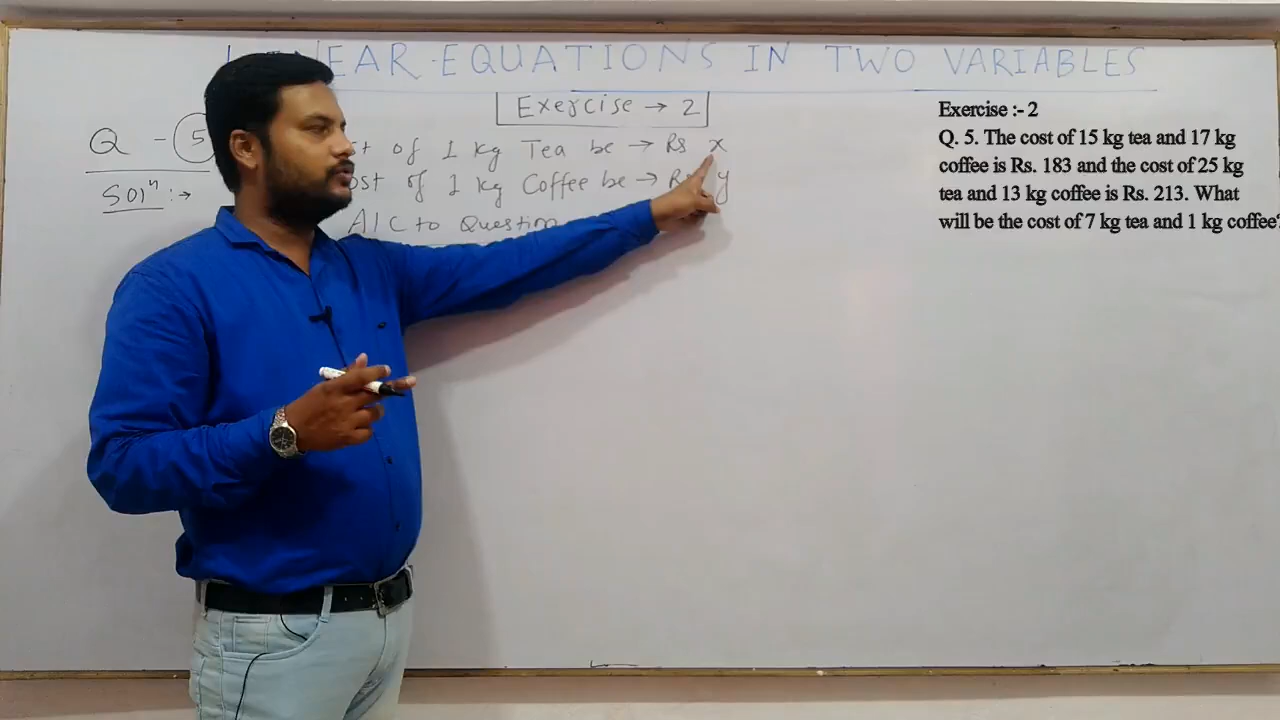 EAR EQUATIONS IN TWO VARIABLES
Exercise → 2
Q - 5
st of 1 kg Tea be → Rs x
Solⁿ :→
ost of 1 kg Coffee be → y
A/C to Question
Exercise :- 2
Q. 5. The cost of 15 kg tea and 17 kg
coffee is Rs. 183 and the cost of 25 kg
tea and 13 kg coffee is Rs. 213. What
will be the cost of 7 kg tea and 1 kg coffee?